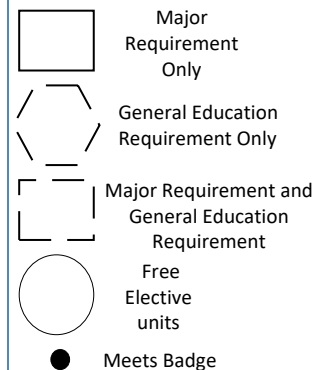 Major
Requirement
Only
General Education
Requirement Only
Major Requirement and
General Education
Requirement
Free
Elective
units
Meets Badge